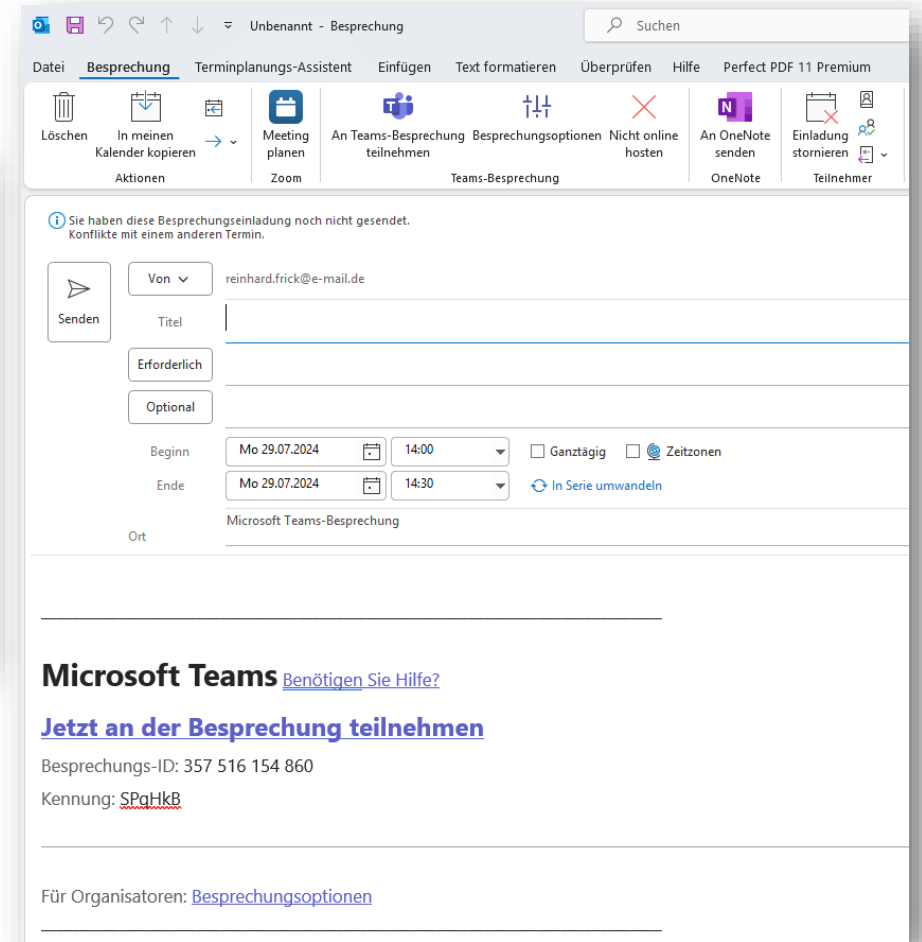 Unbenannt - Besprechung
Suchen
Datei Besprechung Terminplanungs-Assistent Einfügen Text formatieren Überprüfen Hilfe Perfect PDF 11 Premium
Löschen
In meinen
Kalender kopieren
Aktionen
Meeting
planen
Zoom
An Teams-Besprechung
teilnehmen
Besprechungsoptionen
Nicht online
hosten
Teams-Besprechung
An OneNote
senden
OneNote
Einladung
stornieren
Teilnehmer
Sie haben diese Besprechungseinladung noch nicht gesendet.
Konflikte mit einem anderen Termin.
Senden
Von
reinhard.frick@e-mail.de
Titel
Erforderlich
Optional
Beginn Mo 29.07.2024 14:00 Ganztägig Zeitzonen
Ende Mo 29.07.2024 14:30 In Serie umwandeln
Microsoft Teams-Besprechung
Ort
Microsoft Teams Benötigen Sie Hilfe?
Jetzt an der Besprechung teilnehmen
Besprechungs-ID: 357 516 154 860
Kennung: SPqHkB
Für Organisatoren: Besprechungsoptionen